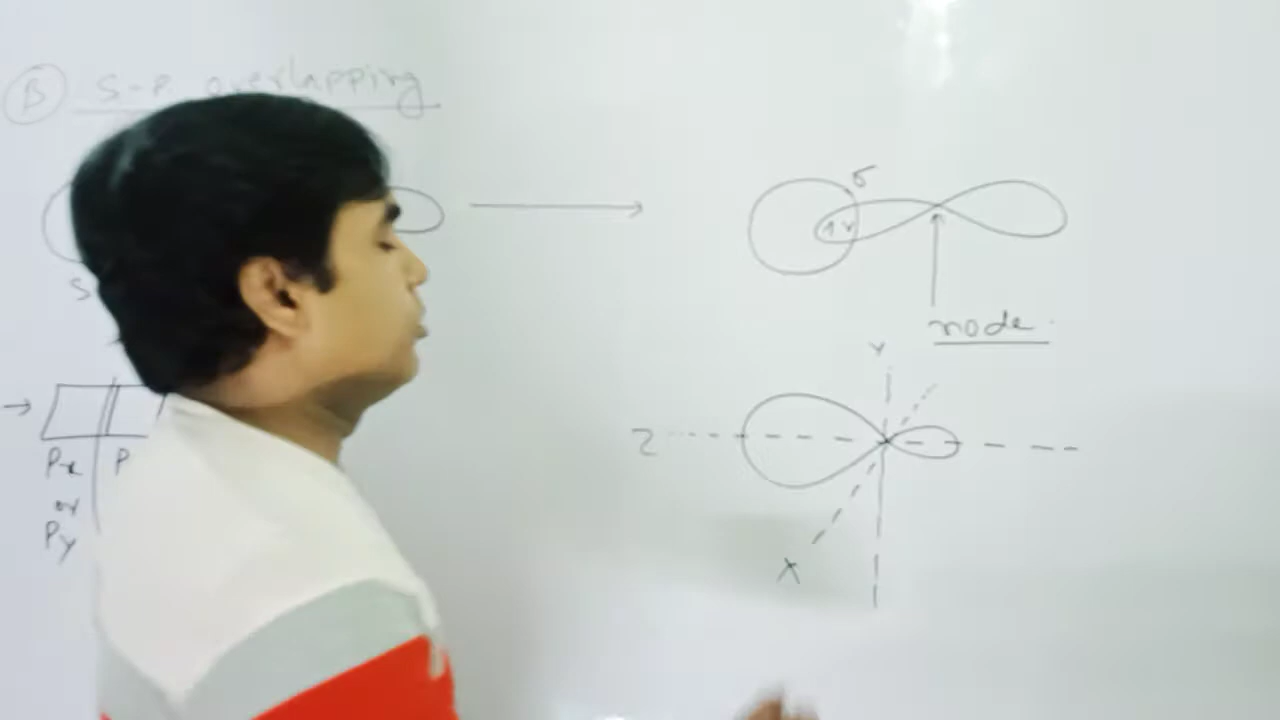 B S-P overlapping
σ
↑↓
S
node
Y
Z
Px P
or
Py
X